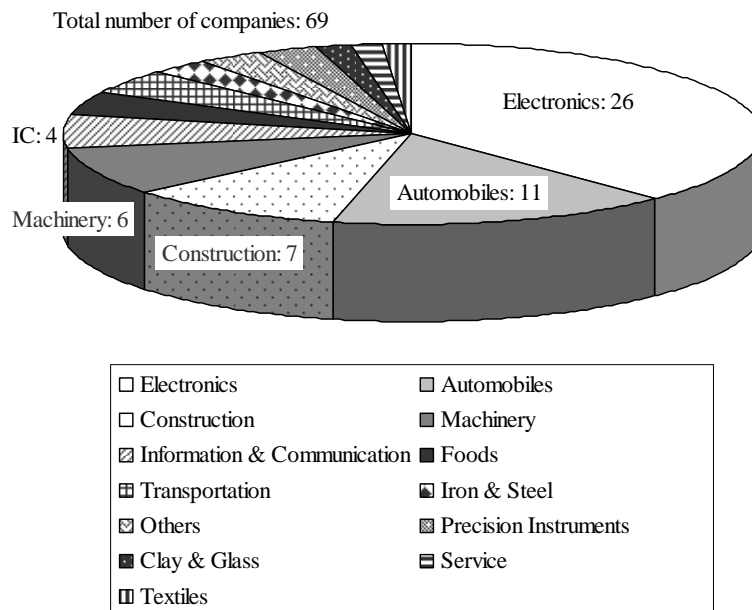 Total number of companies: 69
Electronics: 26
IC: 4
Automobiles: 11
Machinery: 6
Construction: 7
Electronics
Automobiles
Construction
Machinery
Information & Communication
Foods
Transportation
Iron & Steel
Others
Precision Instruments
Clay & Glass
Service
Textiles